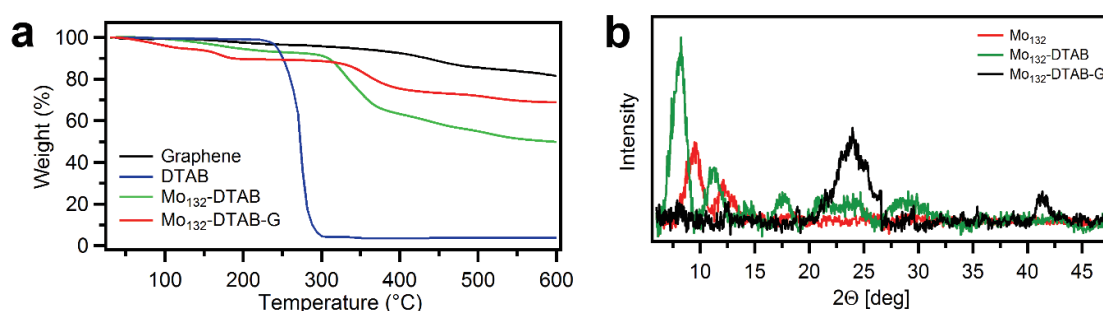 a
100
80
60
40
20
0
Weight (%)
Graphene
DTAB
Mo₁₃₂-DTAB
Mo₁₃₂-DTAB-G
100 200 300 400 500 600
Temperature (°C)
b
Intensity
Mo₁₃₂
Mo₁₃₂-DTAB
Mo₁₃₂-DTAB-G
10 15 20 25 30 35 40 45
2Θ [deg]